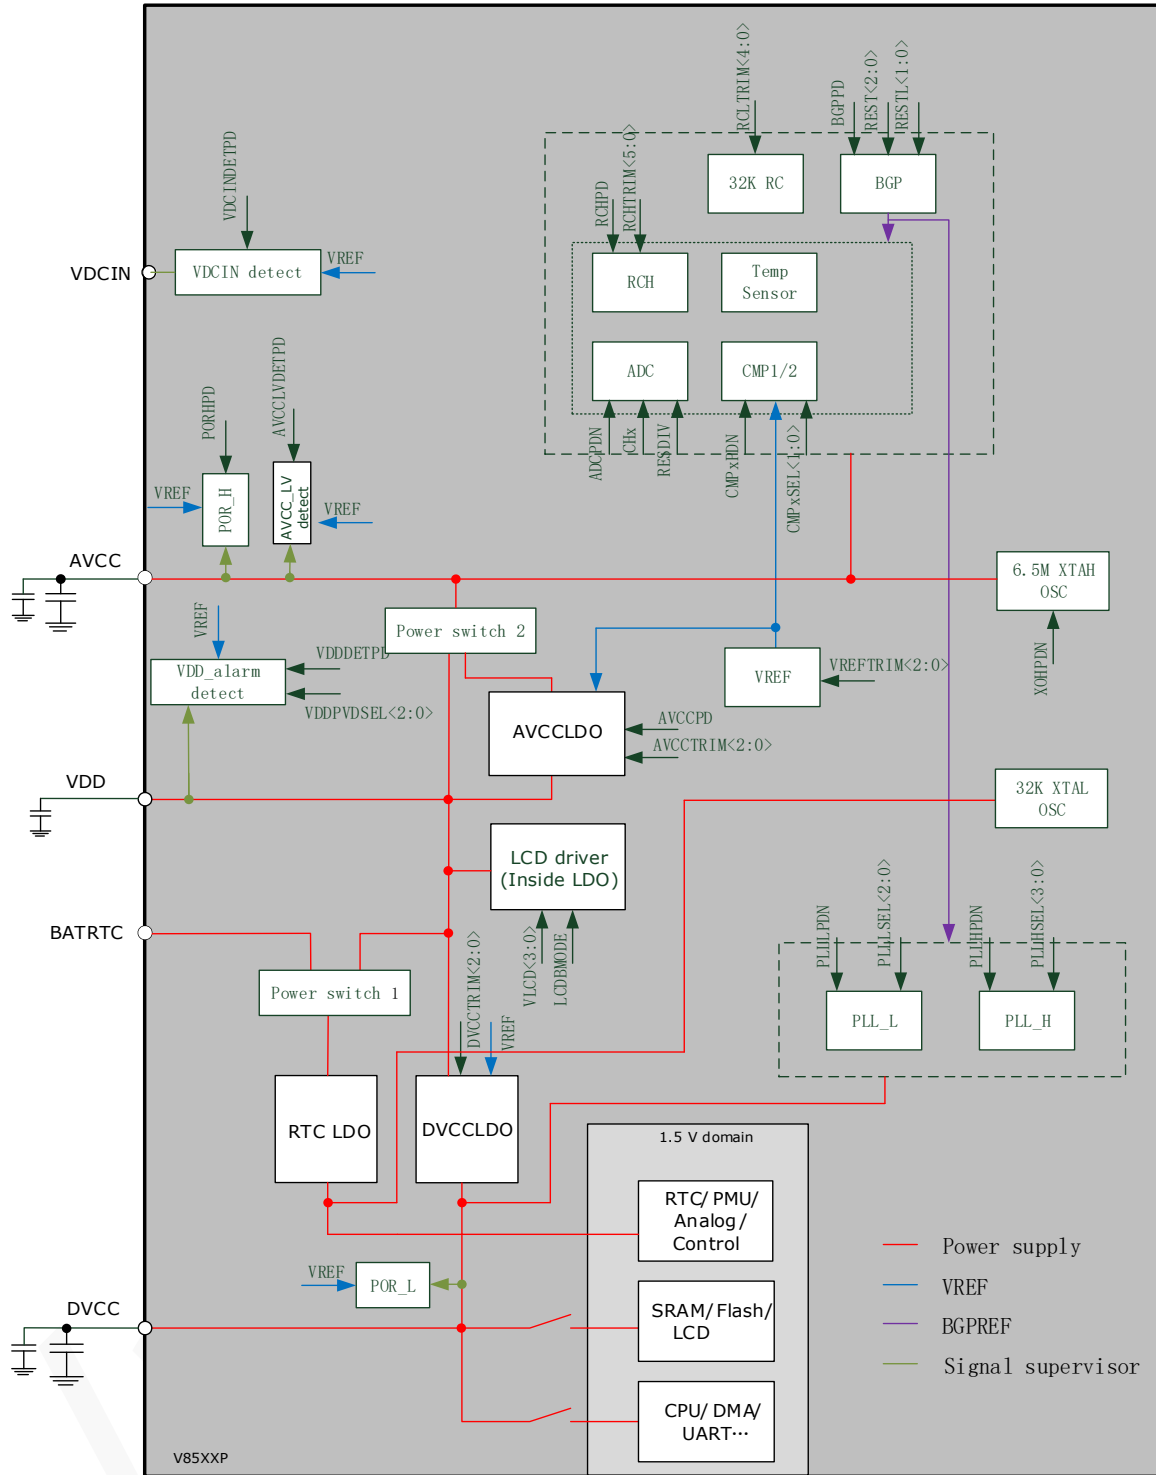 RCLTRIM<4:0>
BGPPD
REST<2:0>
RESTL<1:0>
32K RC
BGP
VDCINDETPD
RCHPD
RCHTRIM<5:0>
VDCIN
VDCIN detect
VREF
RCH
Temp
Sensor
ADC
CMP1/2
PORHPD
AVCCLVDETPD
ADCPDN
CHx
RESDIV
CMPxPDN
CMPxSEL<1:0>
VREF
POR_H
AVCC_LV
detect
VREF
AVCC
6.5M XTAH
OSC
XOHPDN
VREF
Power switch 2
VDD_alarm
detect
VDDDETPD
VDDPVDSEL<2:0>
VREF
VREFTRIM<2:0>
AVCCLDO
AVCCPD
AVCCTRIM<2:0>
VDD
32K XTAL
OSC
LCD driver
(Inside LDO)
VLCD<3:0>
LCDBMODE
BATRTC
Power switch 1
DVCCTRIM<2:0>
VREF
PLLLPDN
PLLLSEL<2:0>
PLLHPDN
PLLHSEL<3:0>
PLL_L
PLL_H
RTC LDO
DVCCLDO
1.5 V domain
RTC/PMU/
Analog/
Control
VREF
POR_L
DVCC
SRAM/Flash/
LCD
CPU/DMA/
UART…
Power supply
VREF
BGPREF
Signal supervisor
V85XXP